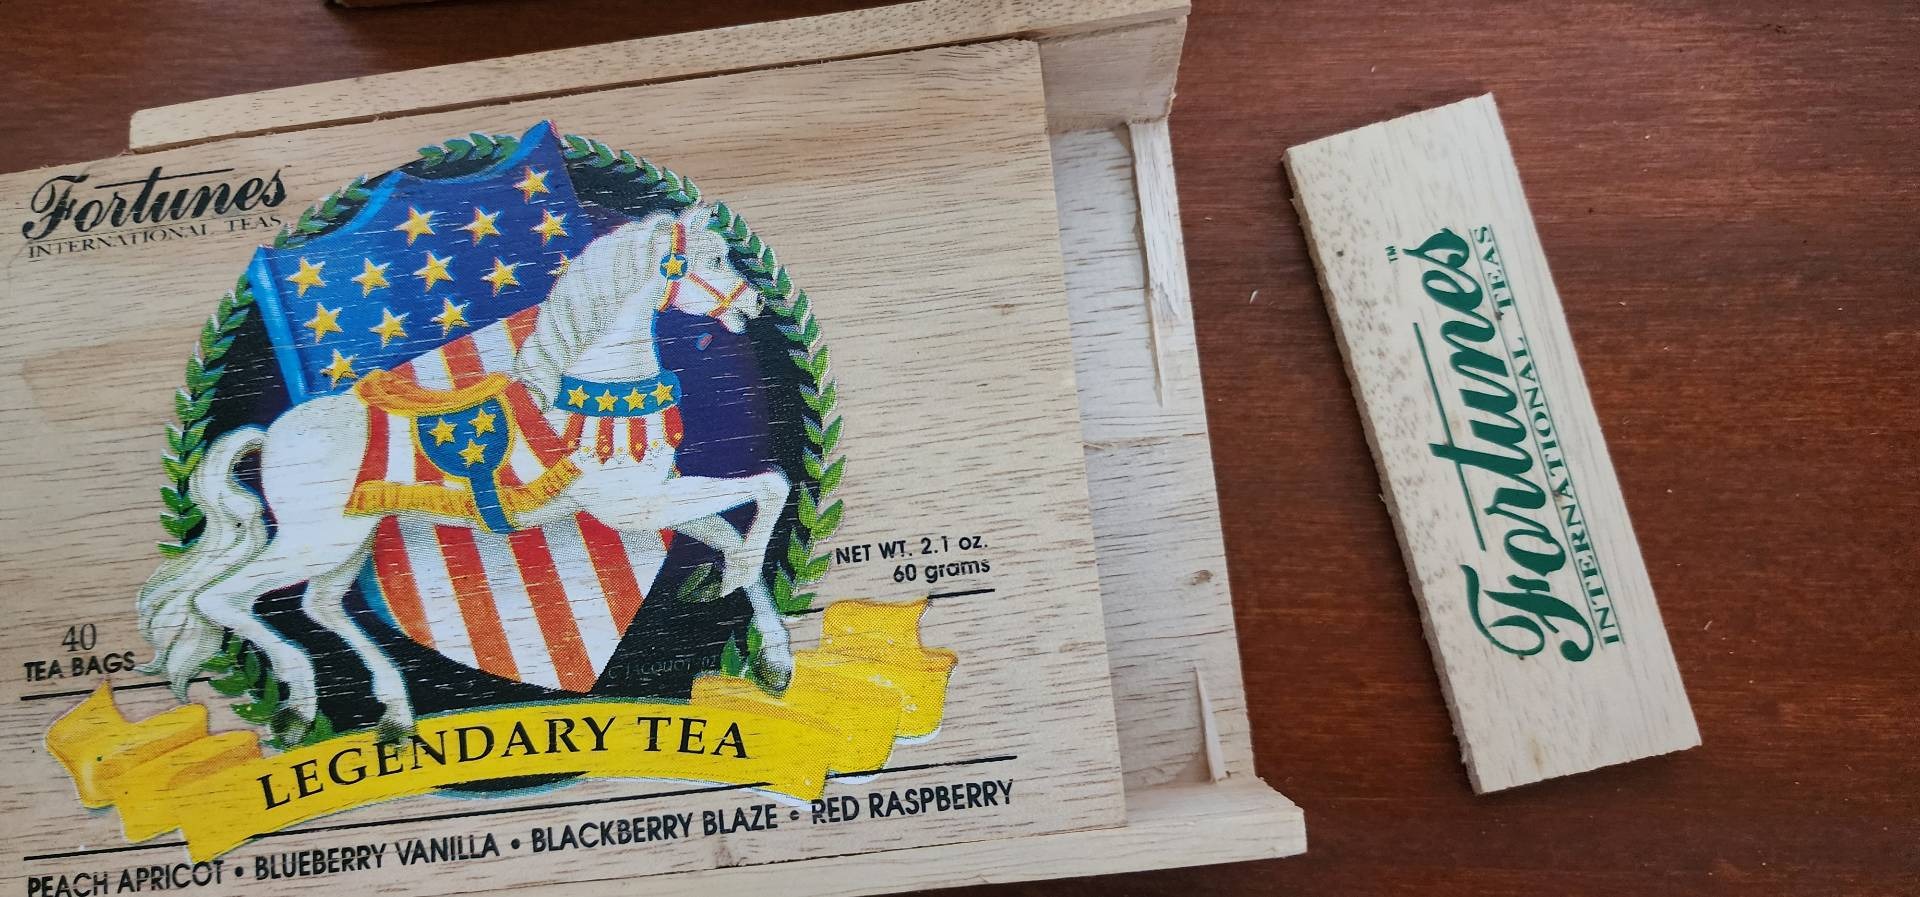 Fortunes
INTERNATIONAL TEAS
NET WT. 2.1 oz.
60 grams
40
TEA BAGS
LEGENDARY TEA
PEACH APRICOT • BLUEBERRY VANILLA • BLACKBERRY BLAZE • RED RASPBERRY
Fortunes™
INTERNATIONAL TEAS